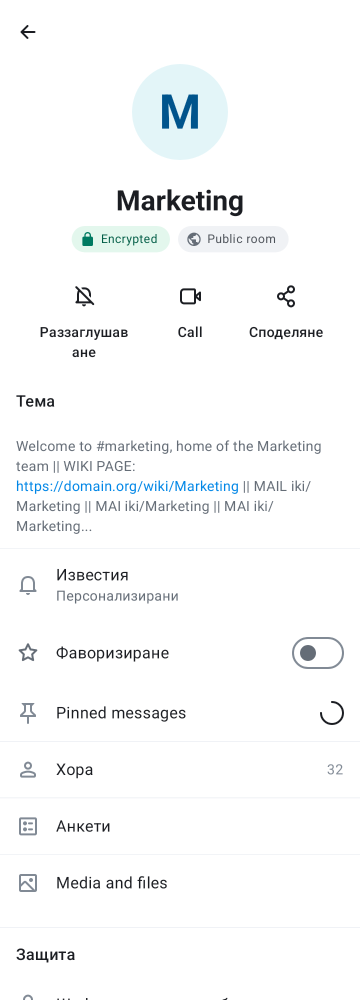 M
Marketing
Encrypted
Public room
Раззаглушав
ане
Call
Споделяне
Тема
Welcome to #marketing, home of the Marketing
team || WIKI PAGE:
https://domain.org/wiki/Marketing || MAIL iki/
Marketing || MAI iki/Marketing || MAI iki/
Marketing...
Известия
Персонализирани
Фаворизиране
Pinned messages
Хора
32
Анкети
Media and files
Защита